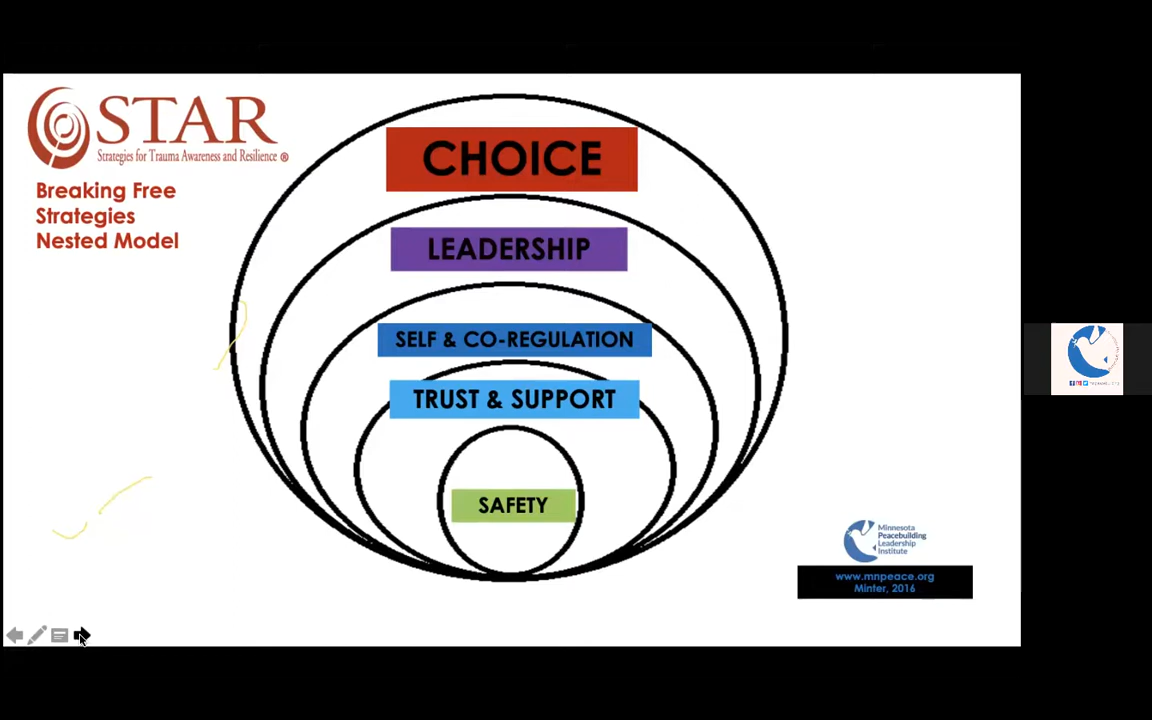 STAR
Strategies for Trauma Awareness and Resilience ®
Breaking Free
Strategies
Nested Model
CHOICE
LEADERSHIP
SELF & CO-REGULATION
TRUST & SUPPORT
SAFETY
Minnesota
Peacebuilding
Leadership
Institute
www.mnpeace.org
Minter, 2016